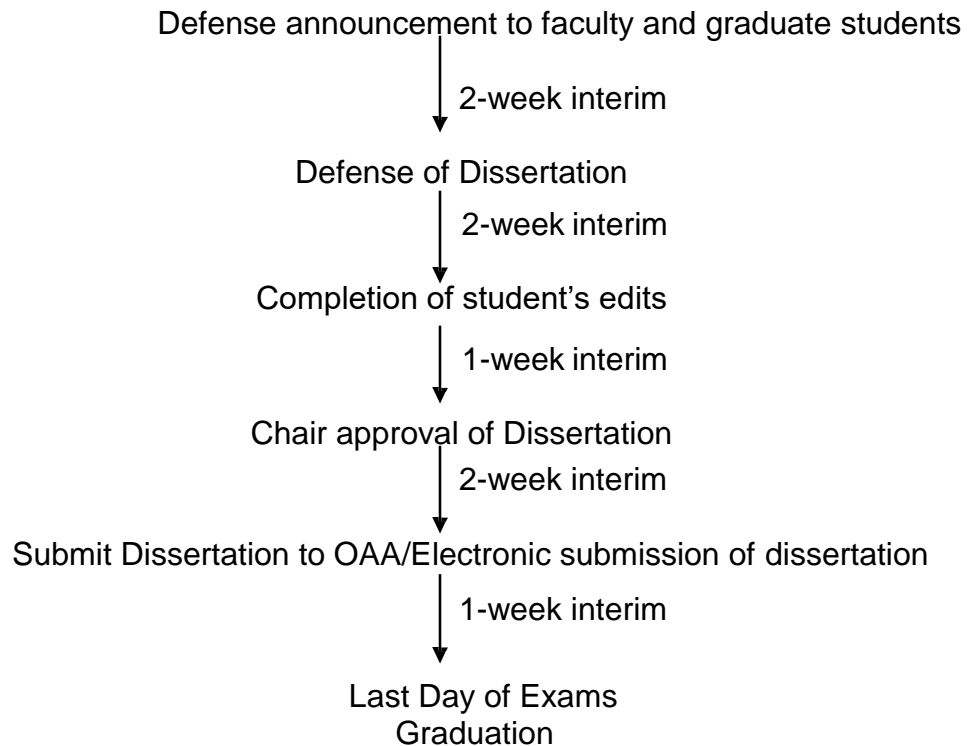 Defense announcement to faculty and graduate students
2-week interim
Defense of Dissertation
2-week interim
Completion of student’s edits
1-week interim
Chair approval of Dissertation
2-week interim
Submit Dissertation to OAA/Electronic submission of dissertation
1-week interim
Last Day of Exams
Graduation